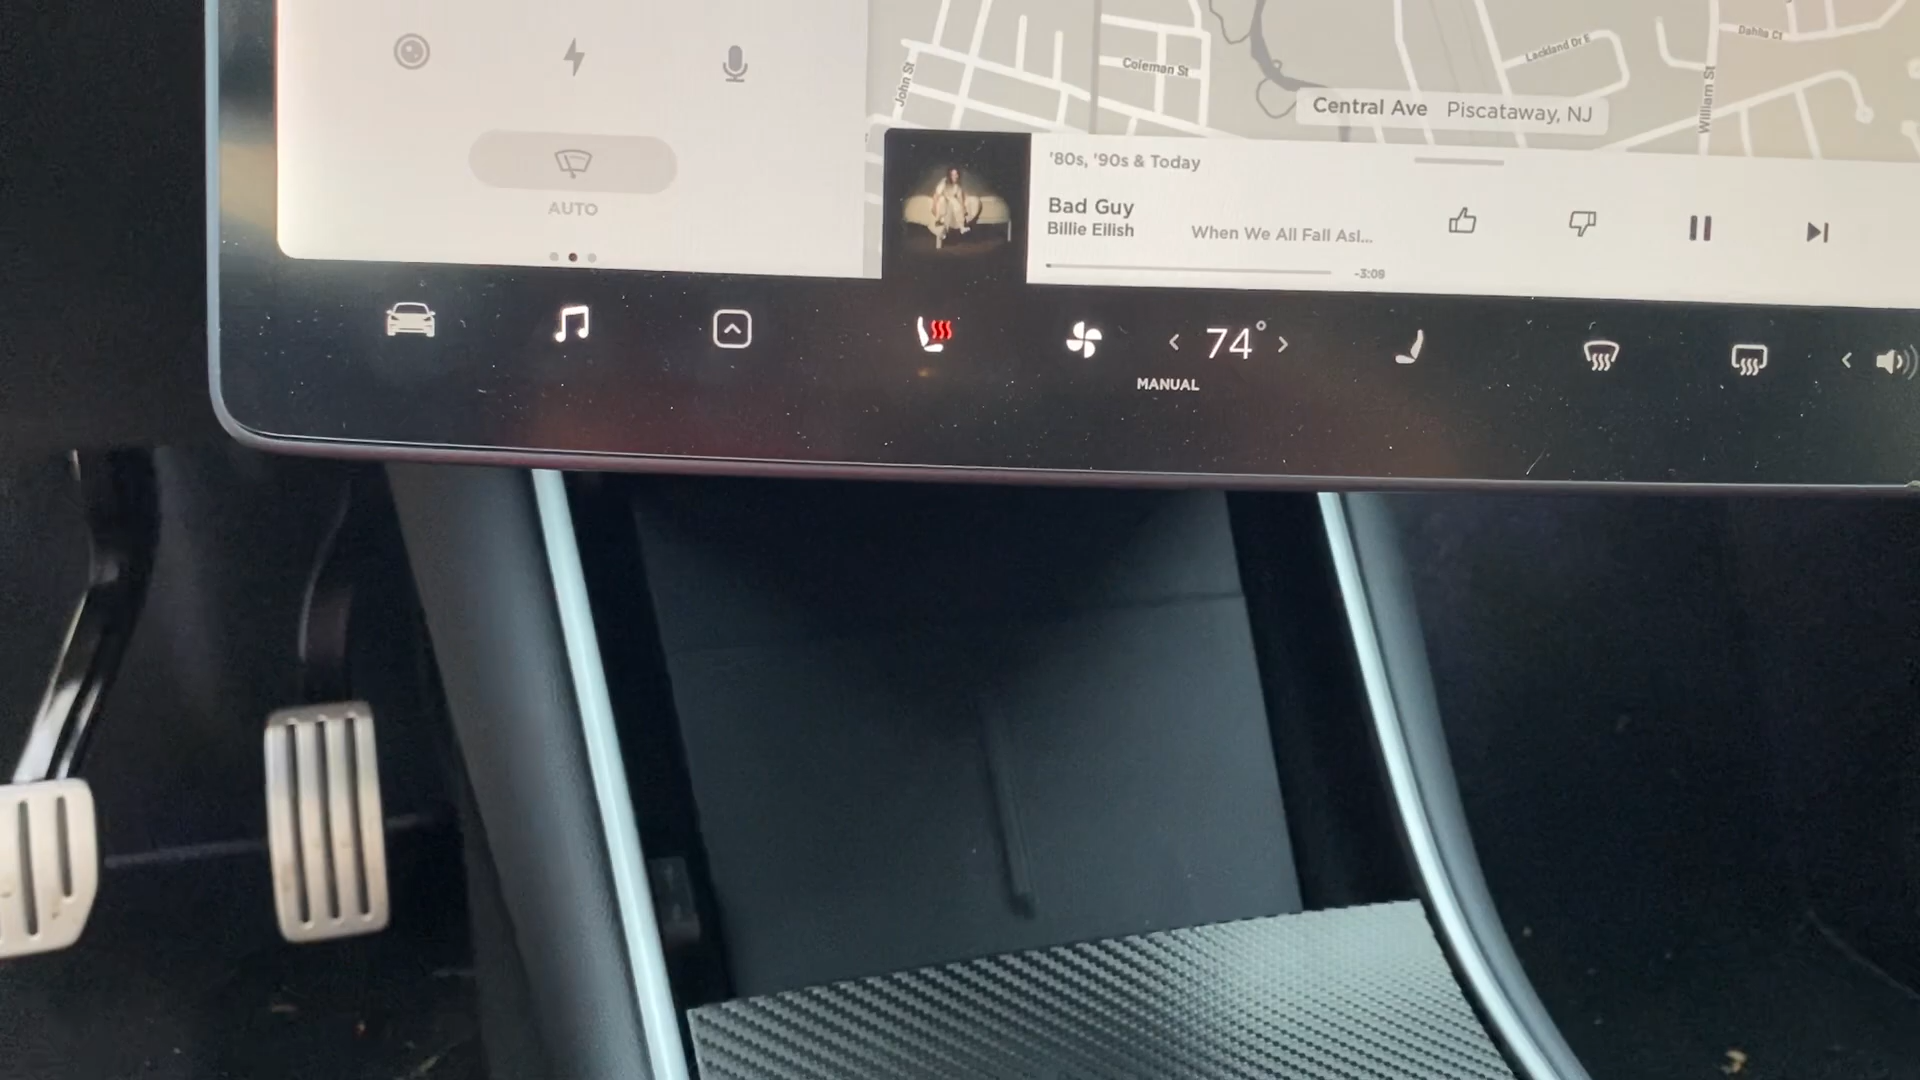 John St
Coleman St
Lackland Dr E
Dahlia Ct
William St
Central Ave Piscataway, NJ
'80s, '90s & Today
Bad Guy
Billie Eilish When We All Fall Asl...
-3:09
AUTO
74°
MANUAL